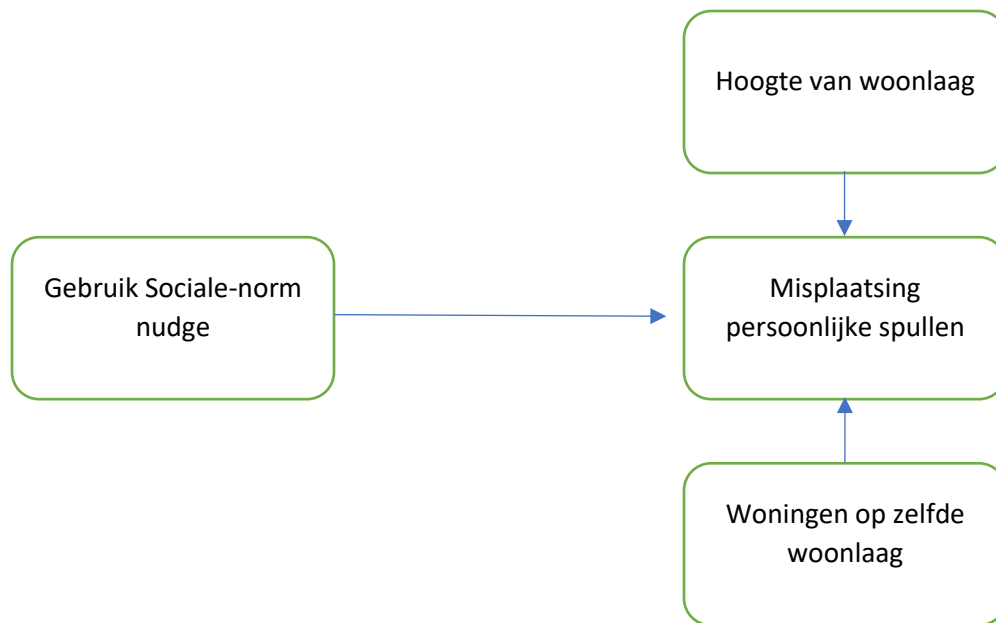 Hoogte van woonlaag
Gebruik Sociale-norm
nudge
Misplaatsing
persoonlijke spullen
Woningen op zelfde
woonlaag